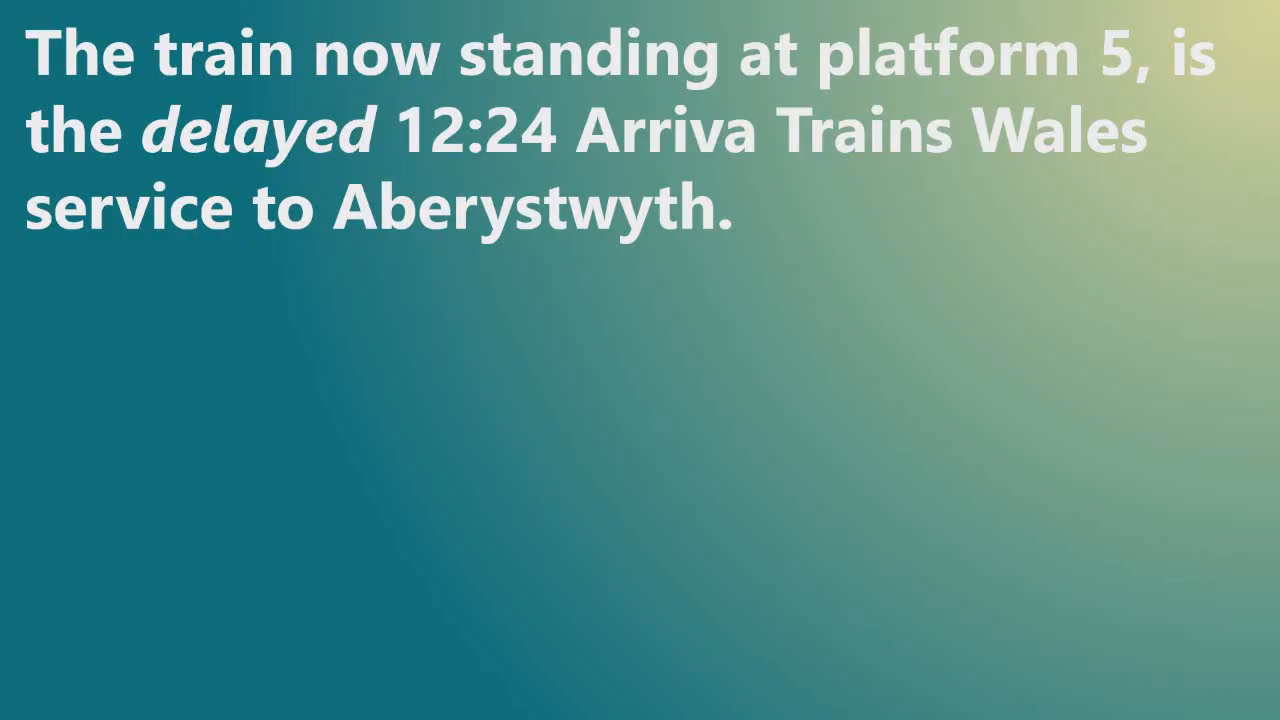 The train now standing at platform 5, is
the delayed 12:24 Arriva Trains Wales
service to Aberystwyth.